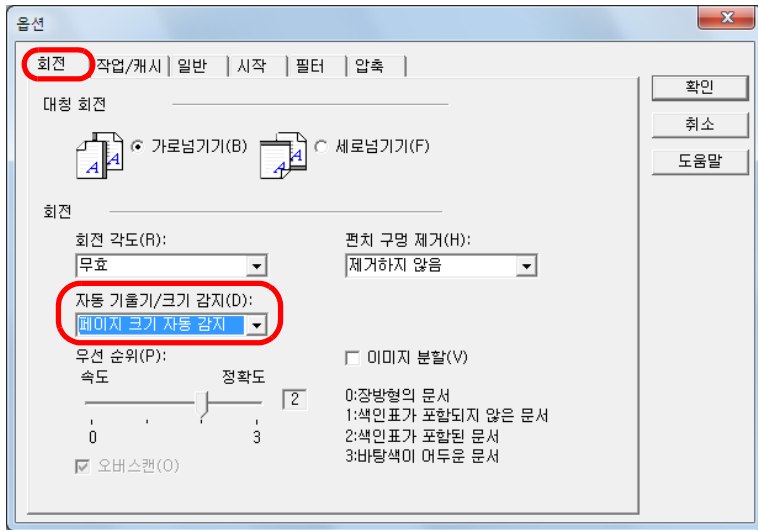 옵션
회전 작업/캐시 일반 시작 필터 압축
확인
취소
도움말
대칭 회전
가로넘기기(B) 세로넘기기(F)
회전
회전 각도(R): 펀치 구멍 제거(H):
무효 제거하지 않음
자동 기울기/크기 감지(D):
페이지 크기 자동 감지
우선 순위(P): 이미지 분할(V)
속도 정확도
2
0 3
0:장방형의 문서
1:색인표가 포함되지 않은 문서
2:색인표가 포함된 문서
3:바탕색이 어두운 문서
오버스캔(O)